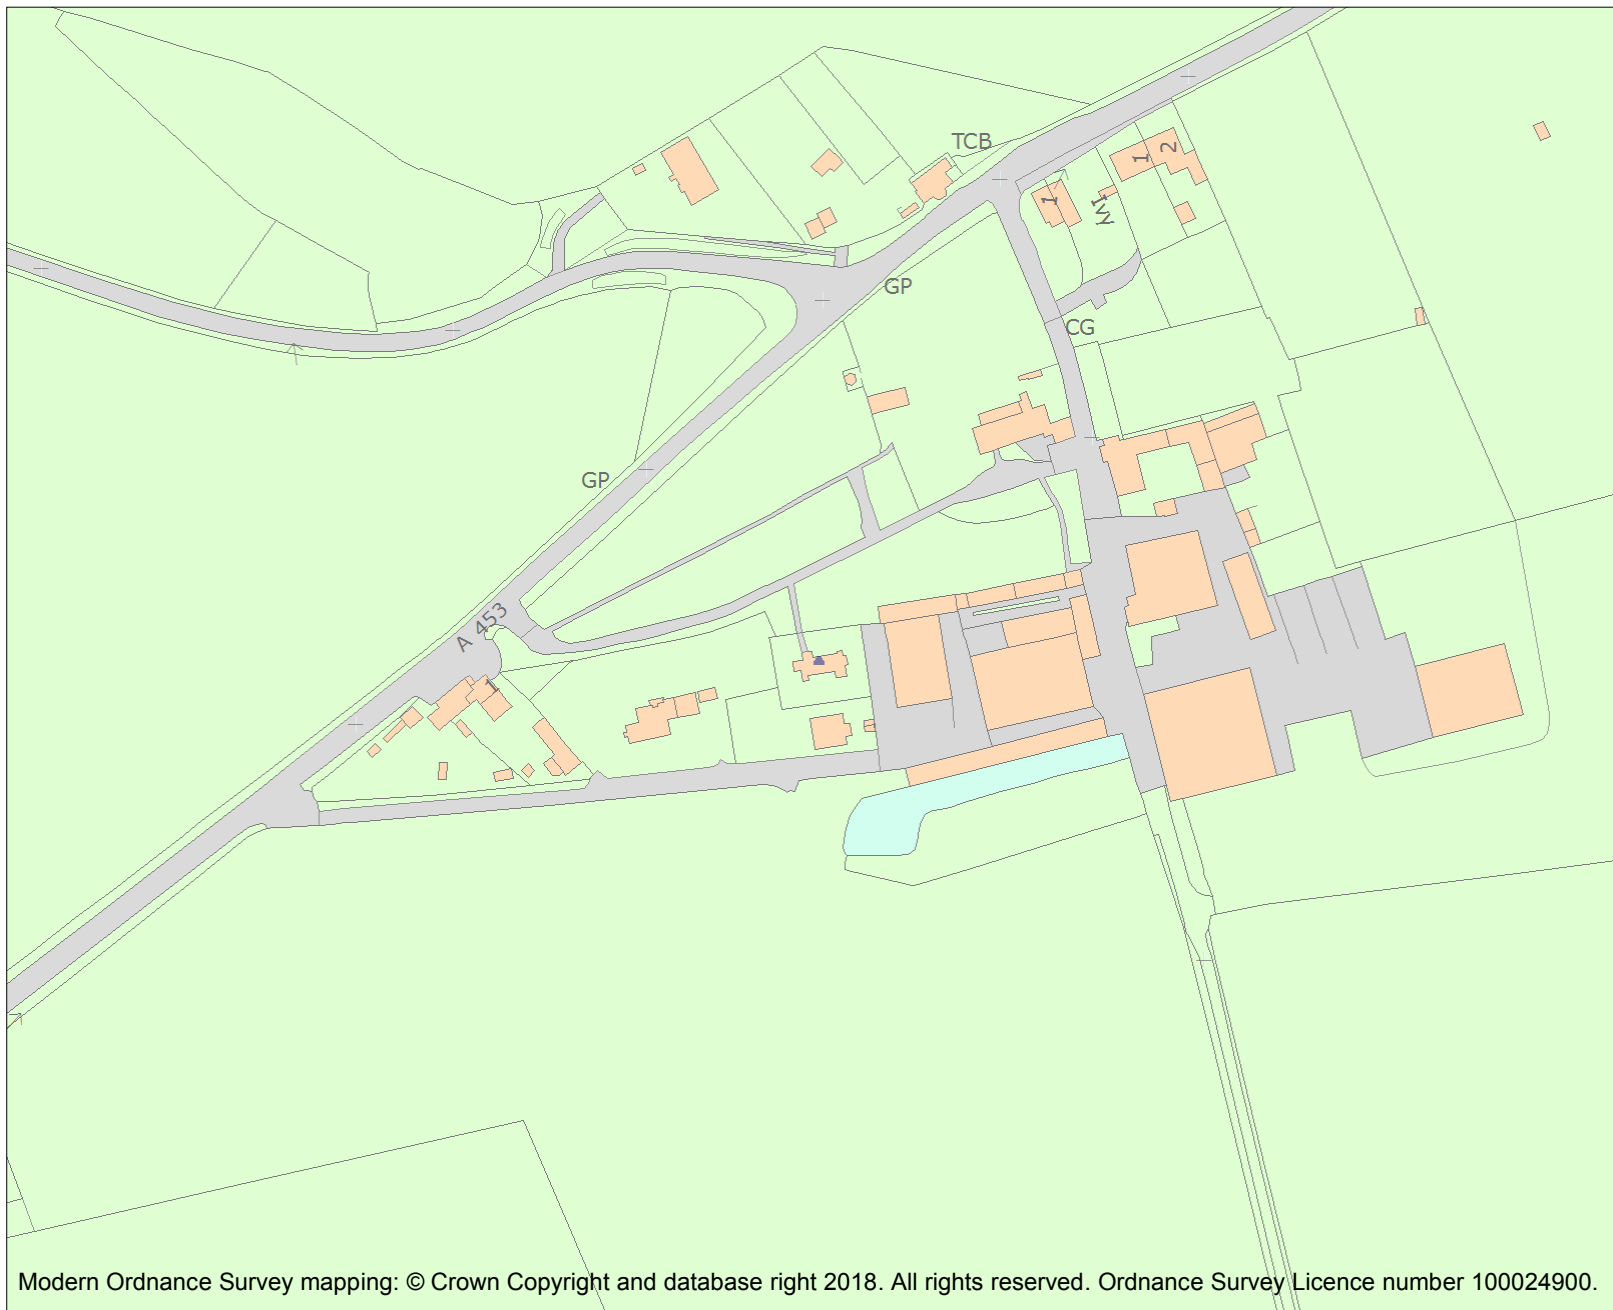 TCB
1
2
1
Ivy
GP
CG
GP
A 453
1
Modern Ordnance Survey mapping: © Crown Copyright and database right 2018. All rights reserved. Ordnance Survey Licence number 100024900.